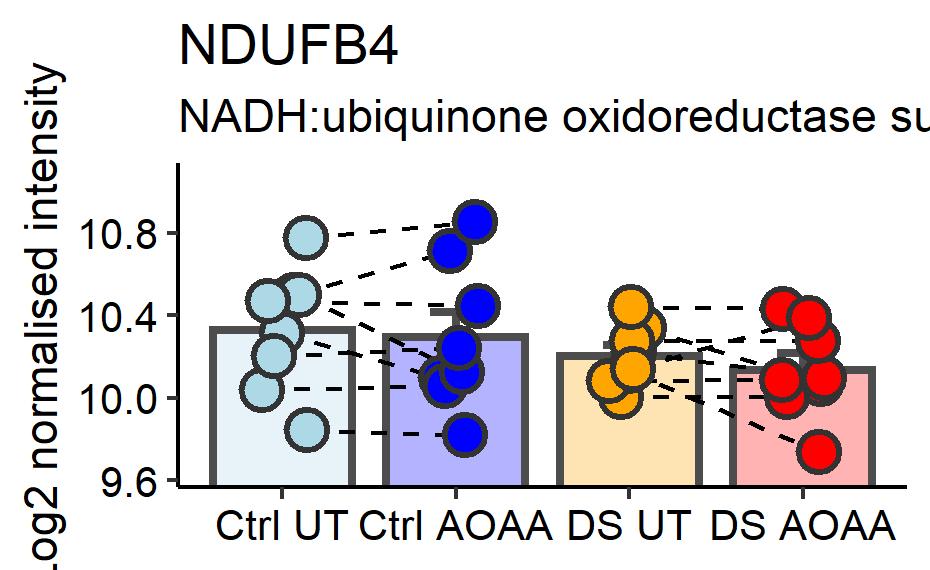 NDUFB4
NADH:ubiquinone oxidoreductase su
Log2 normalised intensity
10.8
10.4
10.0
9.6
Ctrl UT Ctrl AOAA DS UT DS AOAA